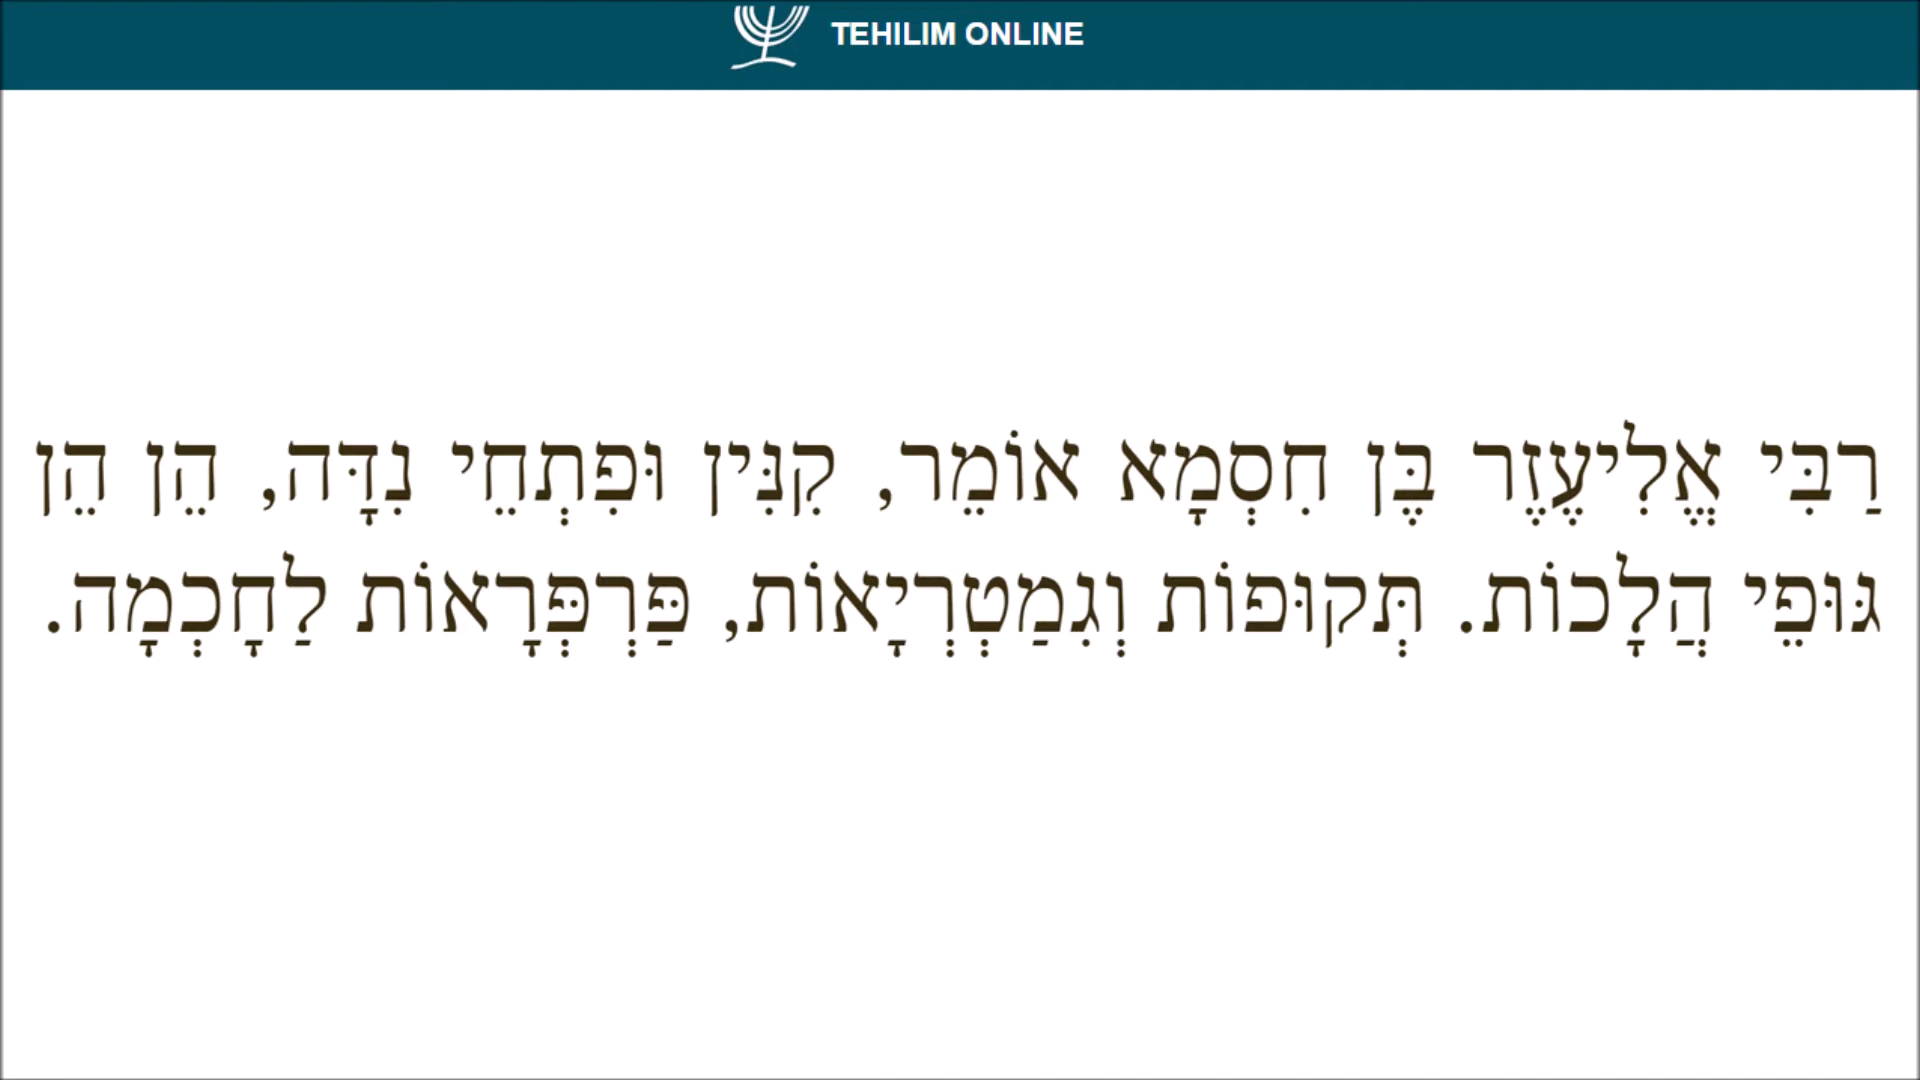 TEHILIM ONLINE
רַבִּי אֱלִיעֶזֶר בֶּן חִסְמָא אוֹמֵר, קִנִּין וּפִתְחֵי נִדָּה, הֵן הֵן
גּוּפֵי הֲלָכוֹת. תְּקוּפוֹת וְגִמַטְרְיָאוֹת, פַּרְפְּרָאוֹת לַחָכְמָה.